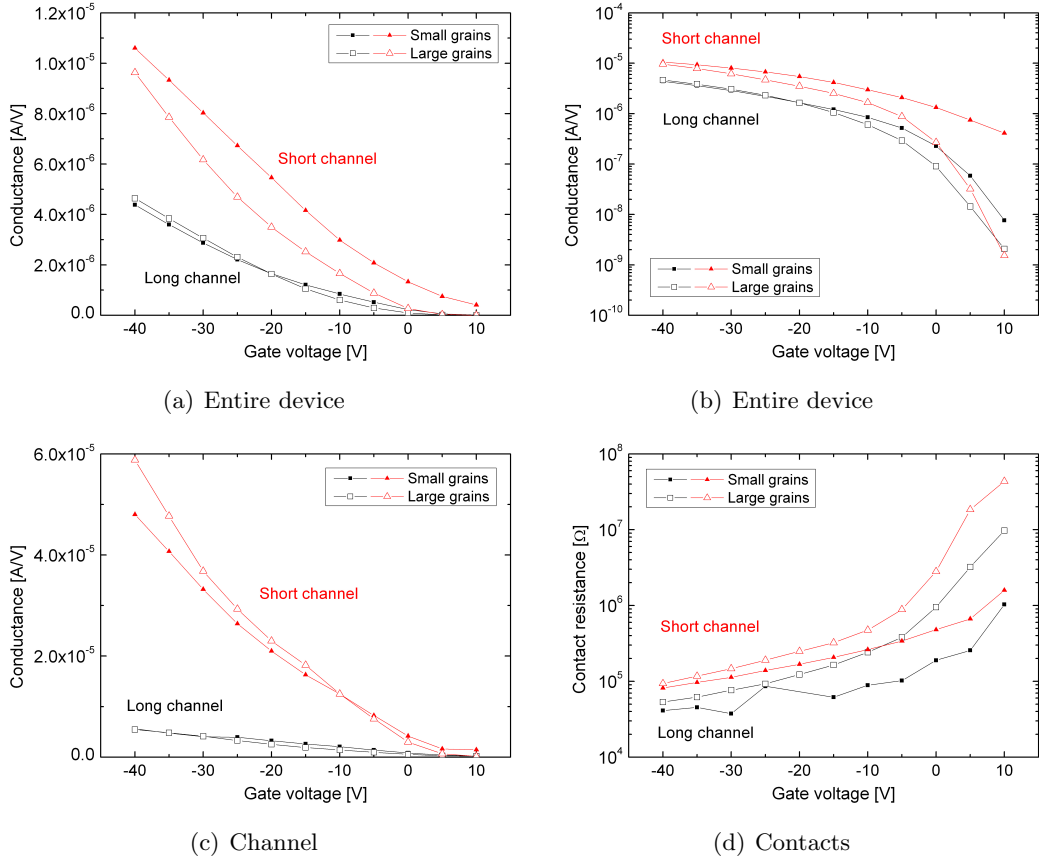 1.2x10⁻⁵
1.0x10⁻⁵
8.0x10⁻⁶
6.0x10⁻⁶
4.0x10⁻⁶
2.0x10⁻⁶
0.0
Conductance [A/V]
Small grains
Large grains
Short channel
Long channel
-40 -30 -20 -10 0 10
Gate voltage [V]
(a) Entire device
10⁻⁴
10⁻⁵
10⁻⁶
10⁻⁷
10⁻⁸
10⁻⁹
10⁻¹⁰
Conductance [A/V]
Short channel
Long channel
Small grains
Large grains
-40 -30 -20 -10 0 10
Gate voltage [V]
(b) Entire device
6.0x10⁻⁵
4.0x10⁻⁵
2.0x10⁻⁵
0.0
Conductance [A/V]
Small grains
Large grains
Short channel
Long channel
-40 -30 -20 -10 0 10
Gate voltage [V]
(c) Channel
10⁸
10⁷
10⁶
10⁵
10⁴
Contact resistance [Ω]
Small grains
Large grains
Short channel
Long channel
-40 -30 -20 -10 0 10
Gate voltage [V]
(d) Contacts